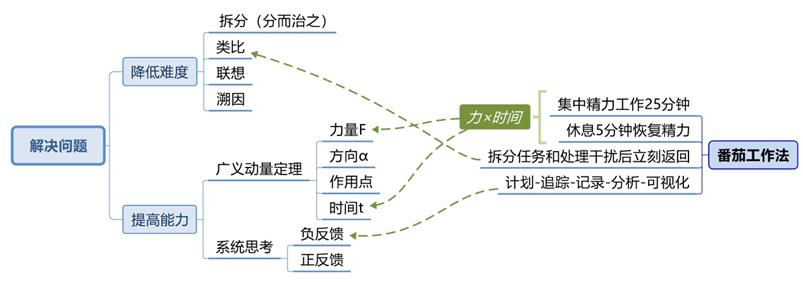 解决问题
降低难度
拆分（分而治之）
类比
联想
溯因
提高能力
广义动量定理
力量F
方向α
作用点
时间t
系统思考
负反馈
正反馈
力×时间
集中精力工作25分钟
休息5分钟恢复精力
拆分任务和处理干扰后立刻返回
计划-追踪-记录-分析-可视化
番茄工作法